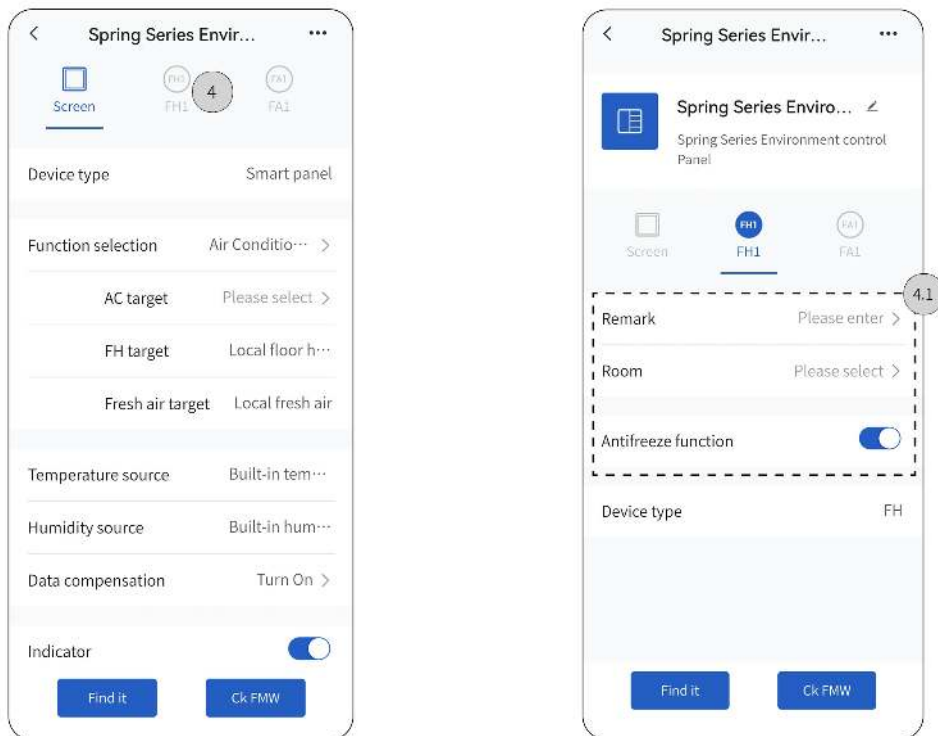 Spring Series Envir...
Screen
FH1
FH1
4
FA1
FA1
Device type Smart panel
Function selection Air Conditio··· >
AC target Please select >
FH target Local floor h···
Fresh air target Local fresh air
Temperature source Built-in tem···
Humidity source Built-in hum···
Data compensation Turn On >
Indicator
Find it Ck FMW
Spring Series Envir...
Spring Series Enviro...
Spring Series Environment control
Panel
Screen
FH1
FH1
FA1
FA1
4.1
Remark Please enter >
Room Please select >
Antifreeze function
Device type FH
Find it Ck FMW